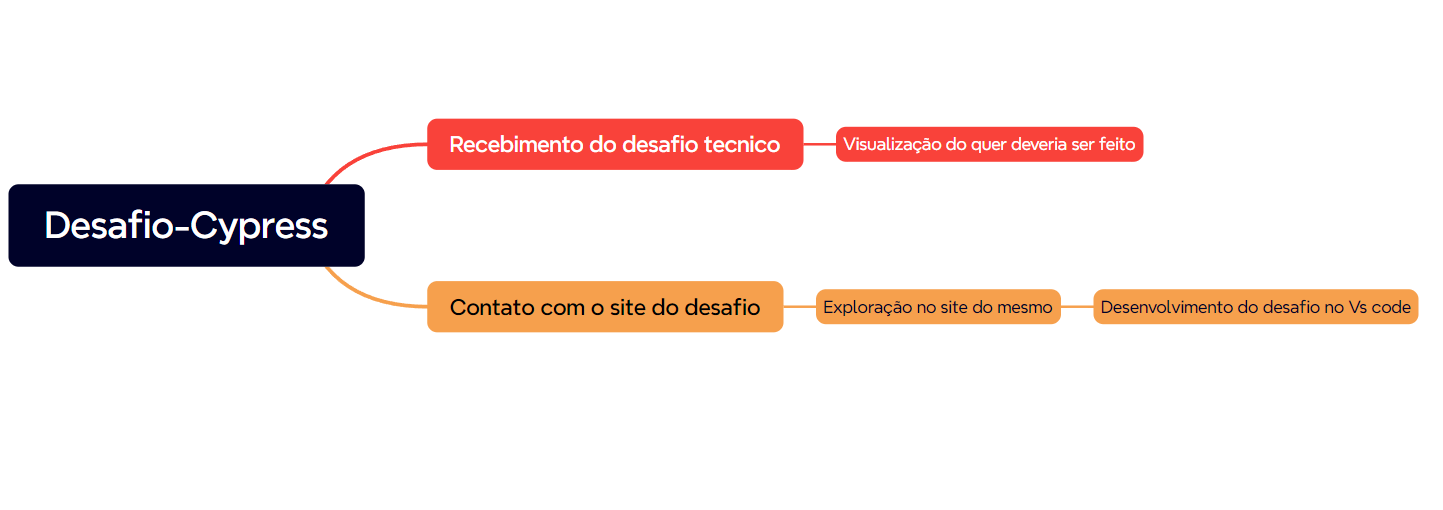 Desafio-Cypress
Recebimento do desafio tecnico
Visualização do quer deveria ser feito
Contato com o site do desafio
Exploração no site do mesmo
Desenvolvimento do desafio no Vs code